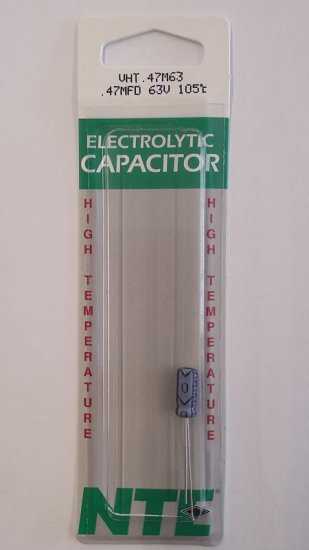 VHT.47M63
.47MFD 63V 105℃
ELECTROLYTIC
CAPACITOR
HIGH TEMPERATURE
HIGH TEMPERATURE
NTE